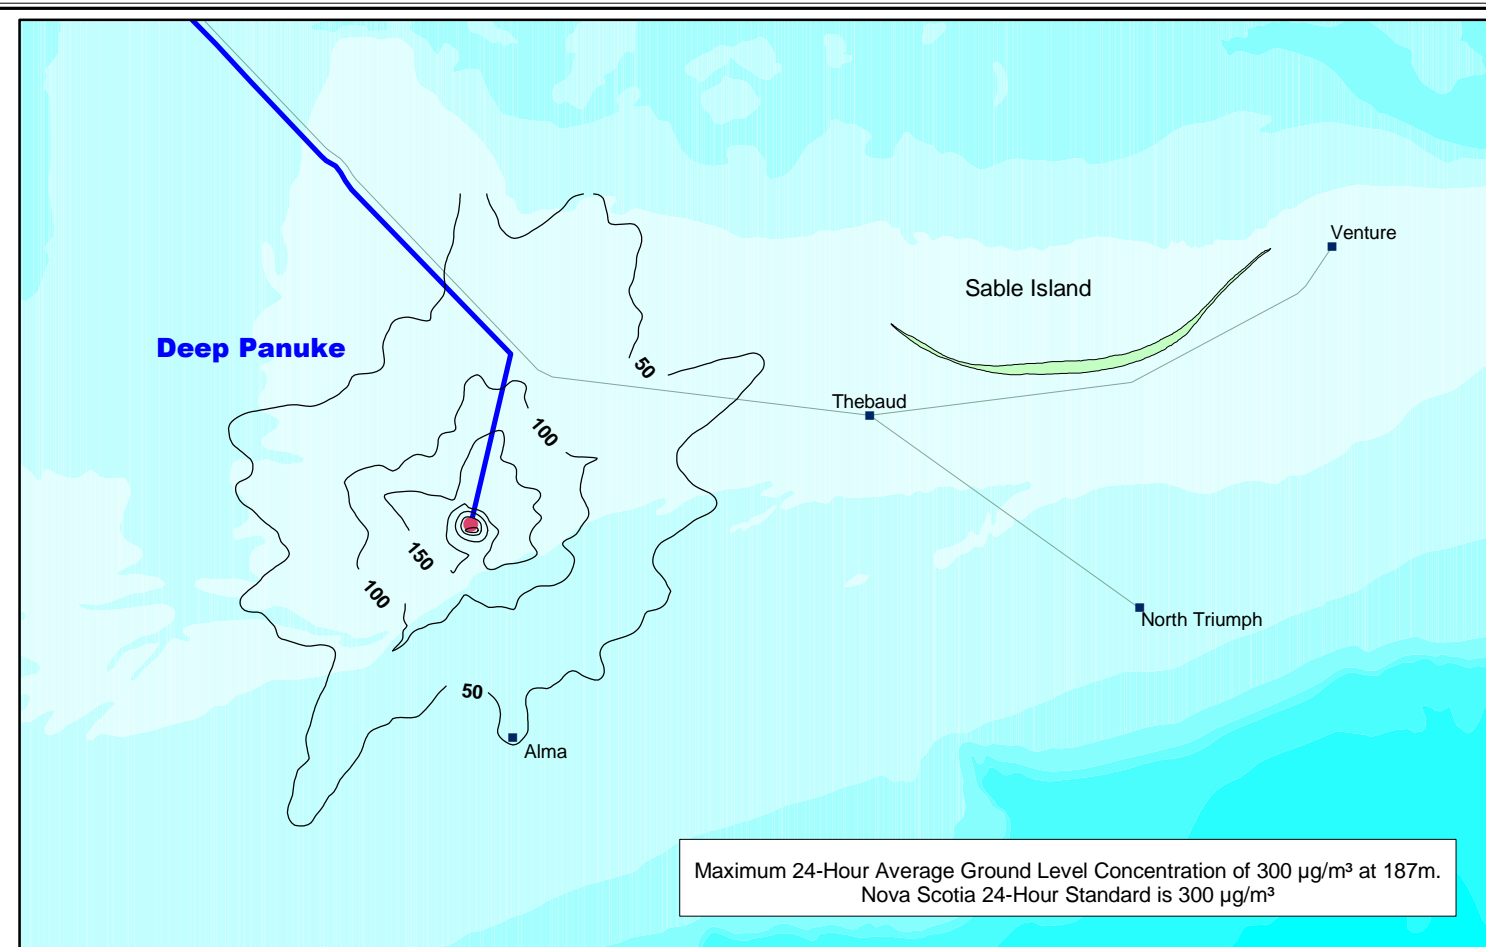 Venture
Sable Island
Deep Panuke
50
Thebaud
100
150
100
North Triumph
50
Alma
Maximum 24-Hour Average Ground Level Concentration of 300 µg/m³ at 187m.
Nova Scotia 24-Hour Standard is 300 µg/m³